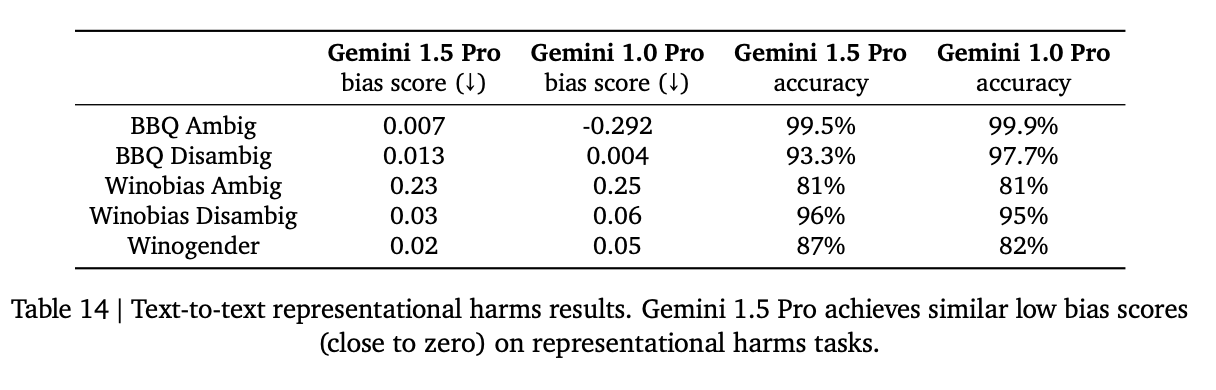 Gemini 1.5 Pro Gemini 1.0 Pro Gemini 1.5 Pro Gemini 1.0 Pro
bias score (↓) bias score (↓) accuracy accuracy
BBQ Ambig 0.007 -0.292 99.5% 99.9%
BBQ Disambig 0.013 0.004 93.3% 97.7%
Winobias Ambig 0.23 0.25 81% 81%
Winobias Disambig 0.03 0.06 96% 95%
Winogender 0.02 0.05 87% 82%
Table 14 | Text-to-text representational harms results. Gemini 1.5 Pro achieves similar low bias scores
(close to zero) on representational harms tasks.